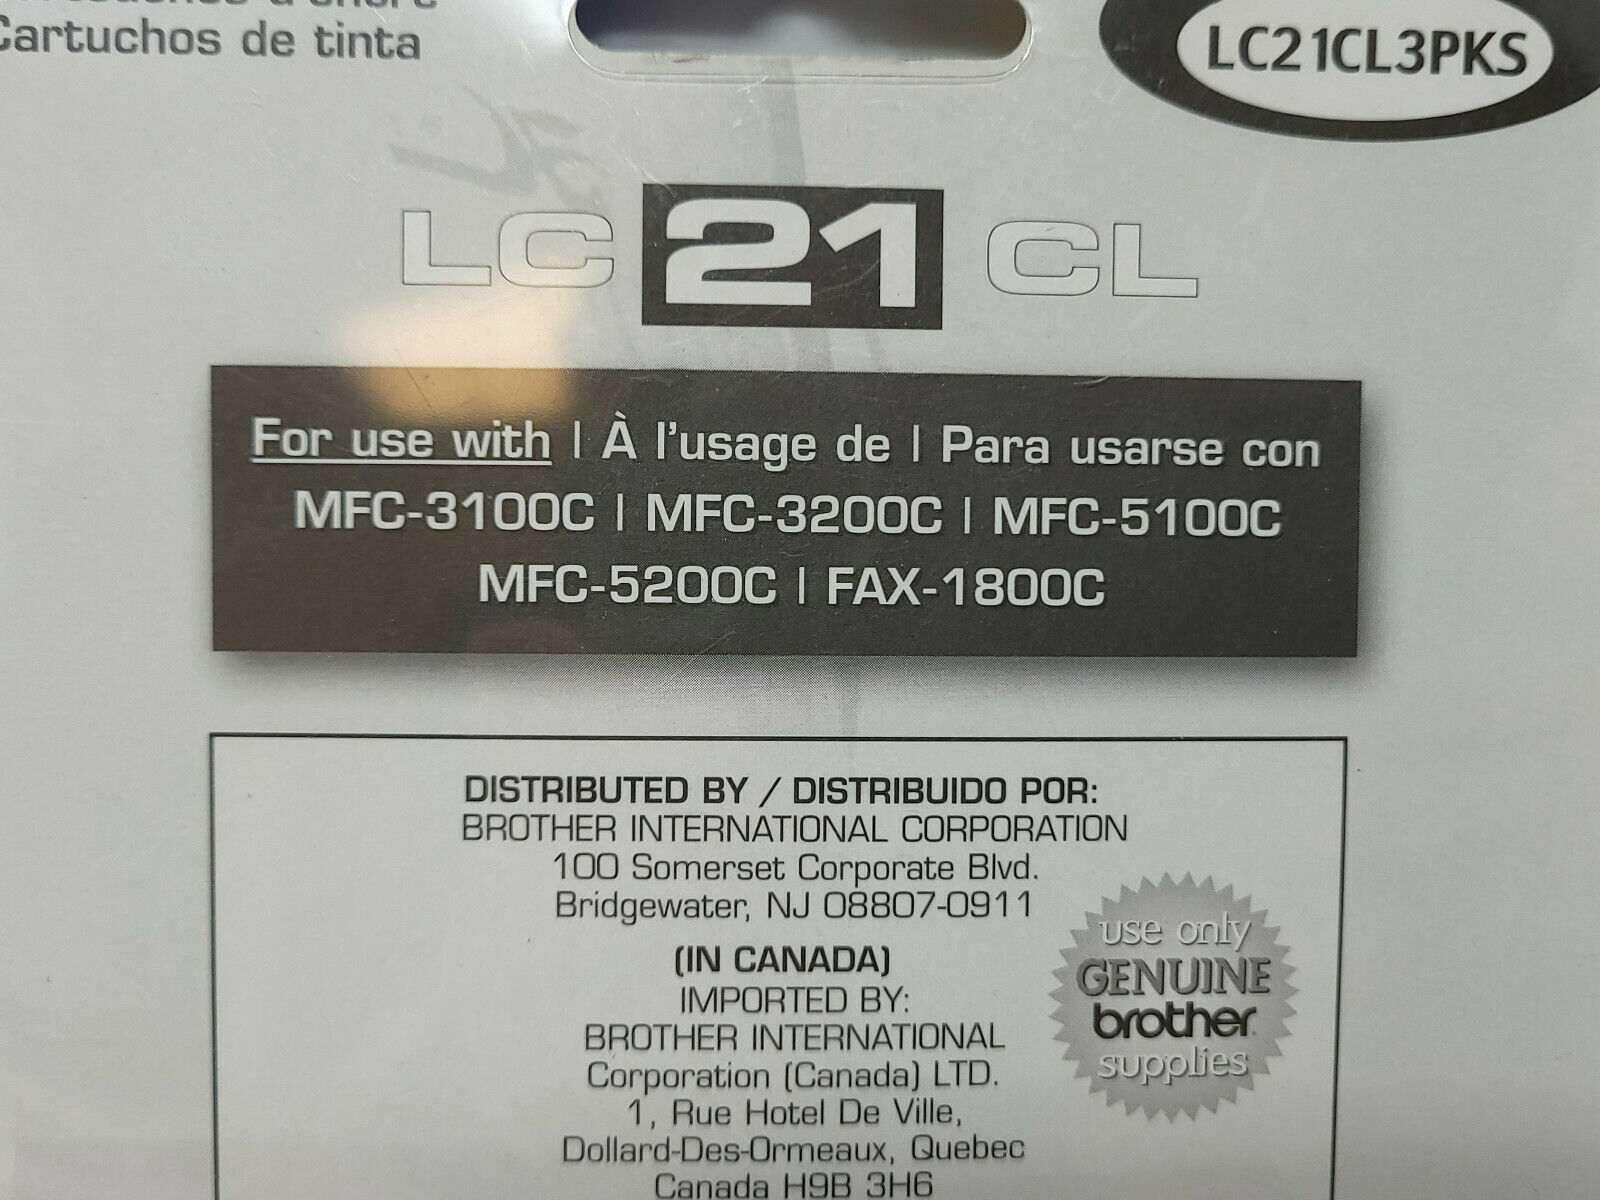 Cartuchos de tinta
LC21CL3PKS
LC 21 CL
For use with | À l'usage de | Para usarse con
MFC-3100C | MFC-3200C | MFC-5100C
MFC-5200C | FAX-1800C
DISTRIBUTED BY / DISTRIBUIDO POR:
BROTHER INTERNATIONAL CORPORATION
100 Somerset Corporate Blvd.
Bridgewater, NJ 08807-0911
(IN CANADA)
IMPORTED BY:
BROTHER INTERNATIONAL
Corporation (Canada) LTD.
1, Rue Hotel De Ville,
Dollard-Des-Ormeaux, Quebec
Canada H9B 3H6
use only
GENUINE
brother
supplies